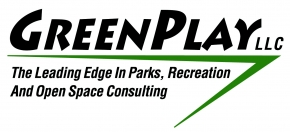 GREENPLAY LLC
The Leading Edge In Parks, Recreation
And Open Space Consulting